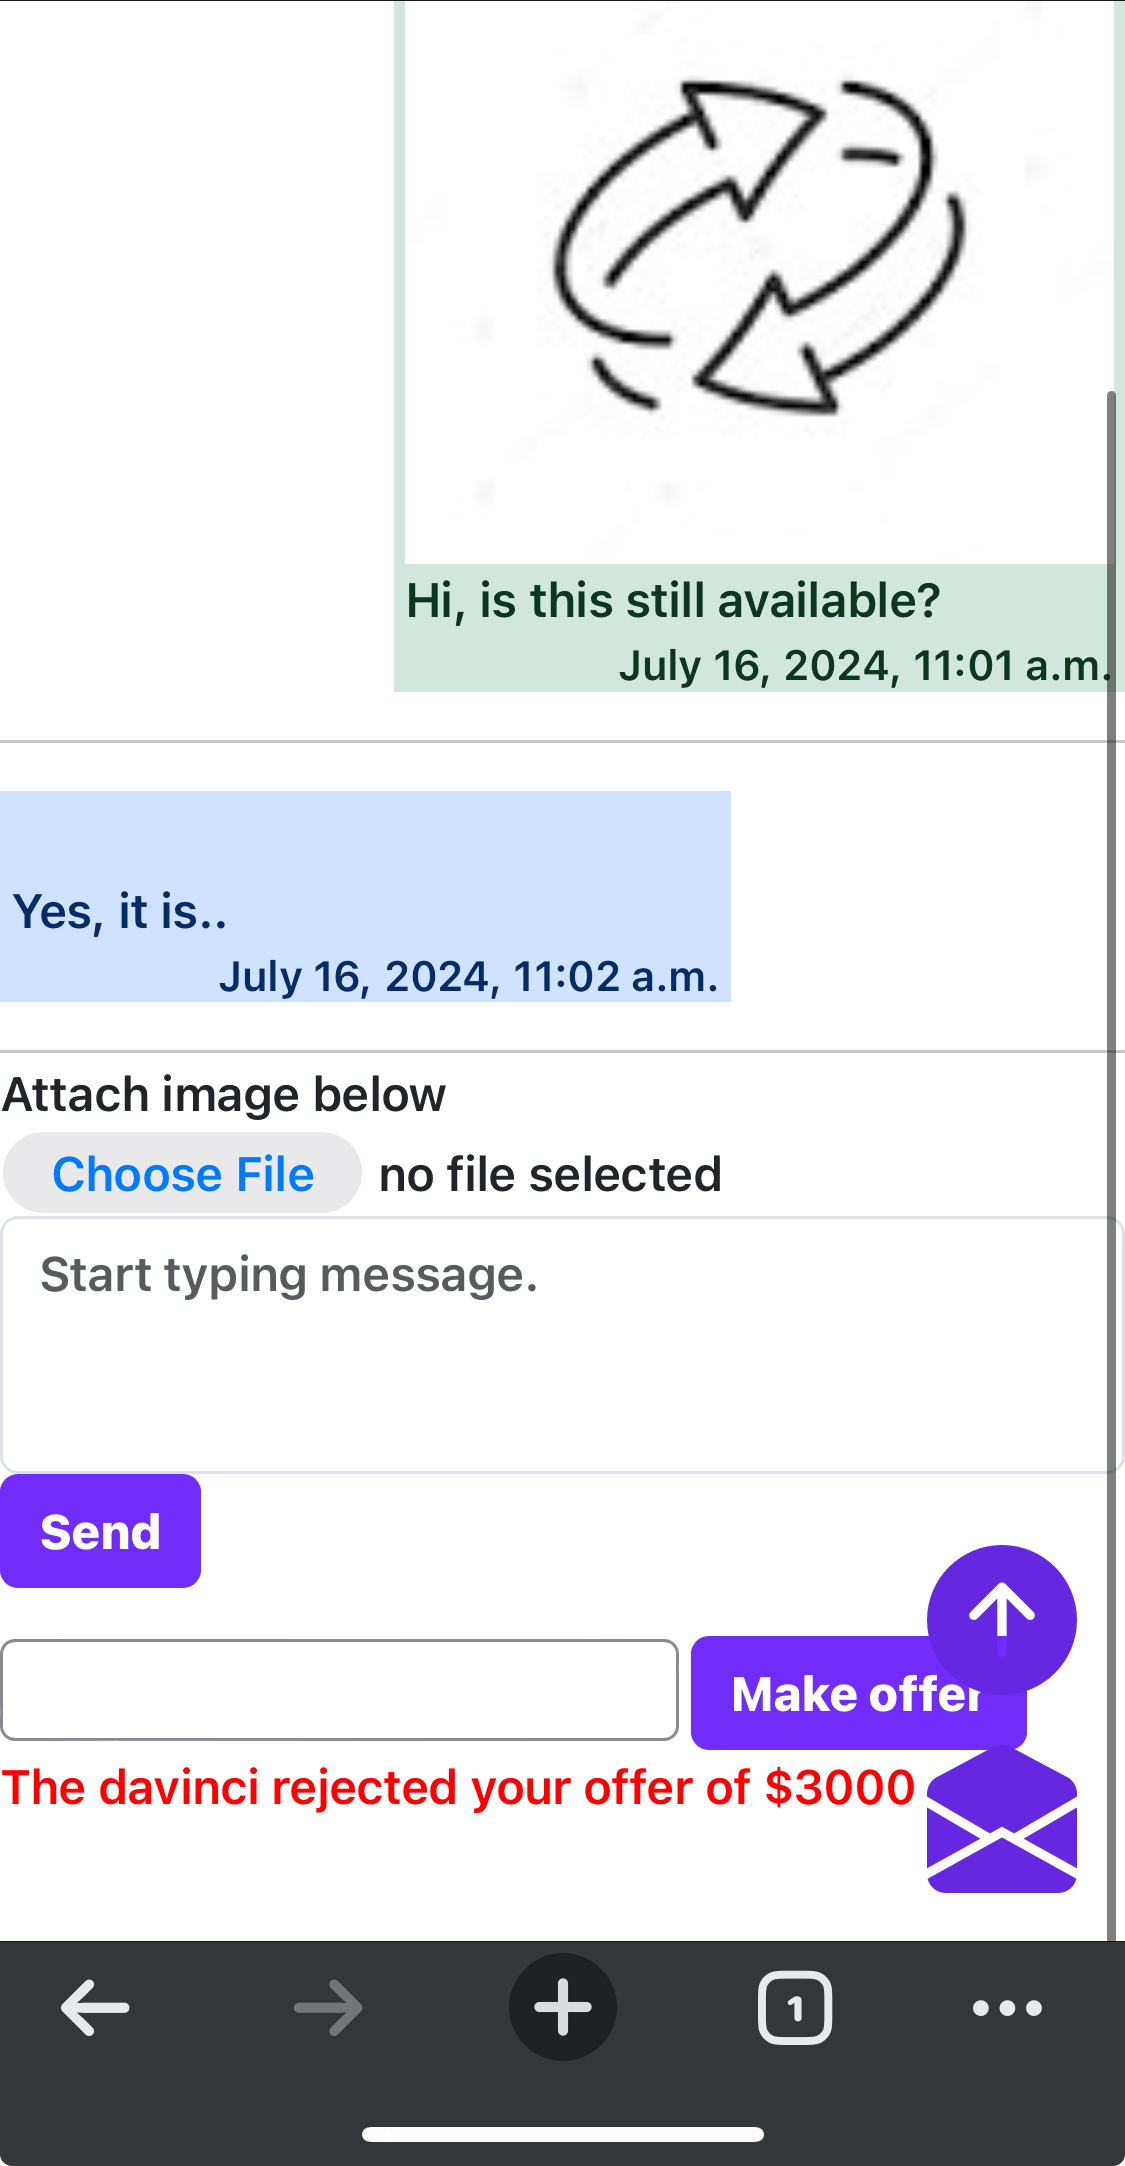 Hi, is this still available?
July 16, 2024, 11:01 a.m.
Yes, it is..
July 16, 2024, 11:02 a.m.
Attach image below
Choose File no file selected
Start typing message.
Send
Make offer
The davinci rejected your offer of $3000
1